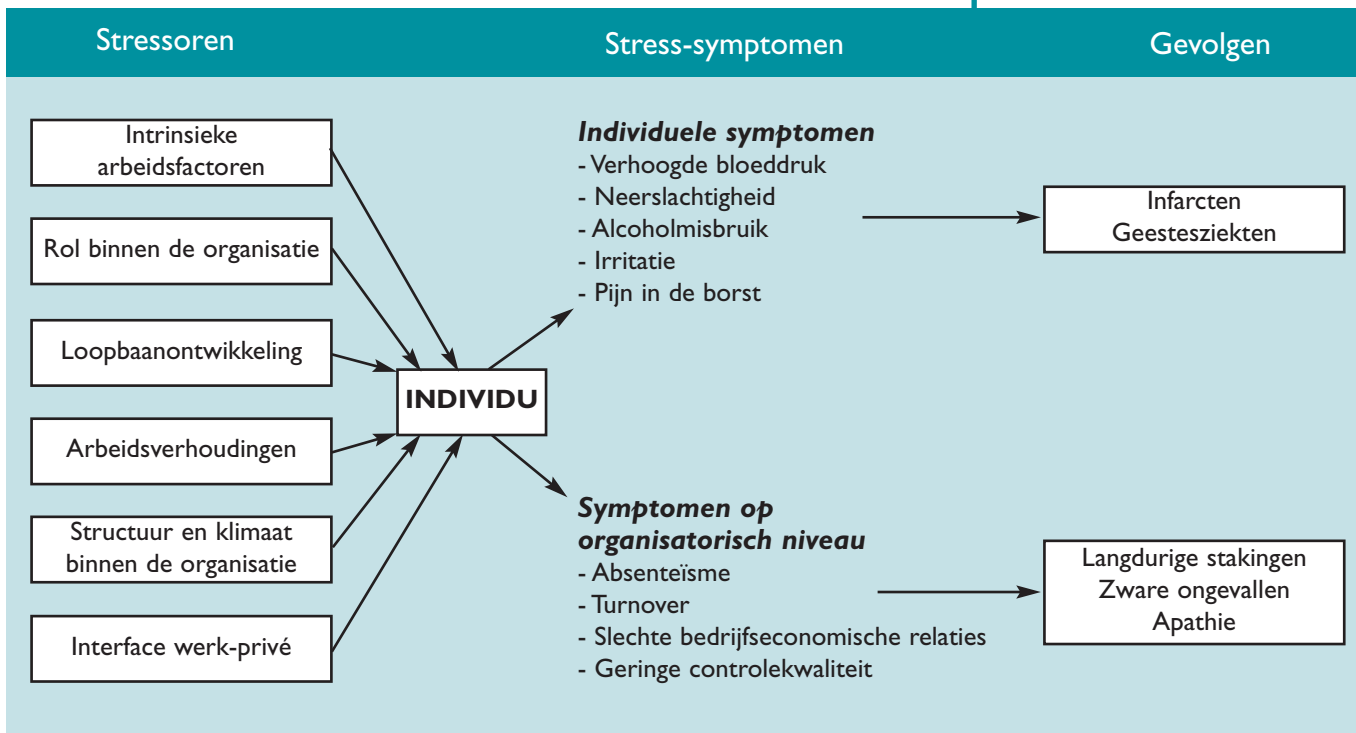 Stressoren
Stress-symptomen
Gevolgen
Intrinsieke
arbeidsfactoren
Rol binnen de organisatie
Loopbaanontwikkeling
Arbeidsverhoudingen
Structuur en klimaat
binnen de organisatie
Interface werk-privé
INDIVIDU
Individuele symptomen
- Verhoogde bloeddruk
- Neerslachtigheid
- Alcoholmisbruik
- Irritatie
- Pijn in de borst
Symptomen op
organisatorisch niveau
- Absenteïsme
- Turnover
- Slechte bedrijfseconomische relaties
- Geringe controlekwaliteit
Infarcten
Geestesziekten
Langdurige stakingen
Zware ongevallen
Apathie